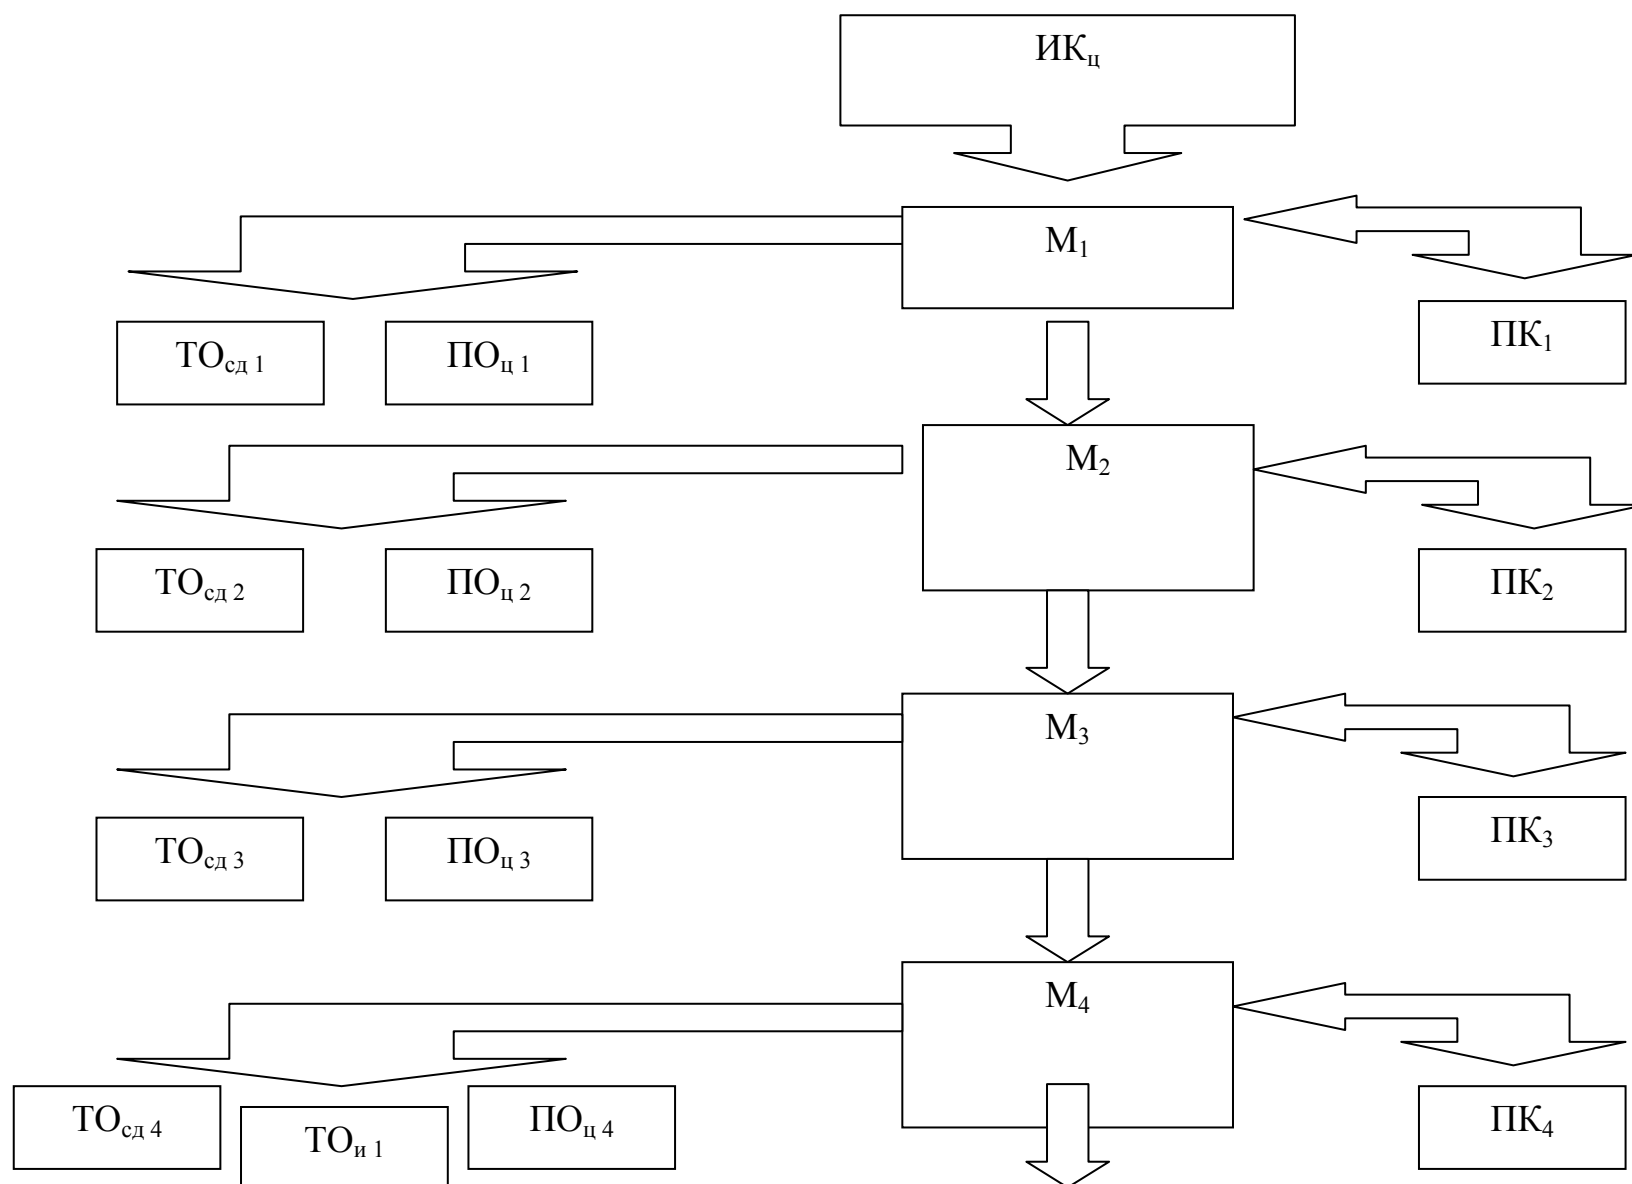 ИКц
М1
ТОсд 1
ПОц 1
ПК1
М2
ТОсд 2
ПОц 2
ПК2
М3
ТОсд 3
ПОц 3
ПК3
М4
ТОсд 4
ТОи 1
ПОц 4
ПК4